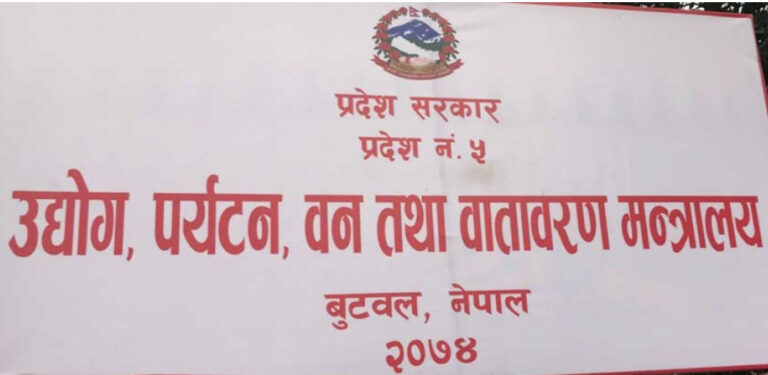 प्रदेश सरकार
प्रदेश नं. ५
उद्योग, पर्यटन, वन तथा वातावरण मन्त्रालय
बुटवल, नेपाल
२०७४